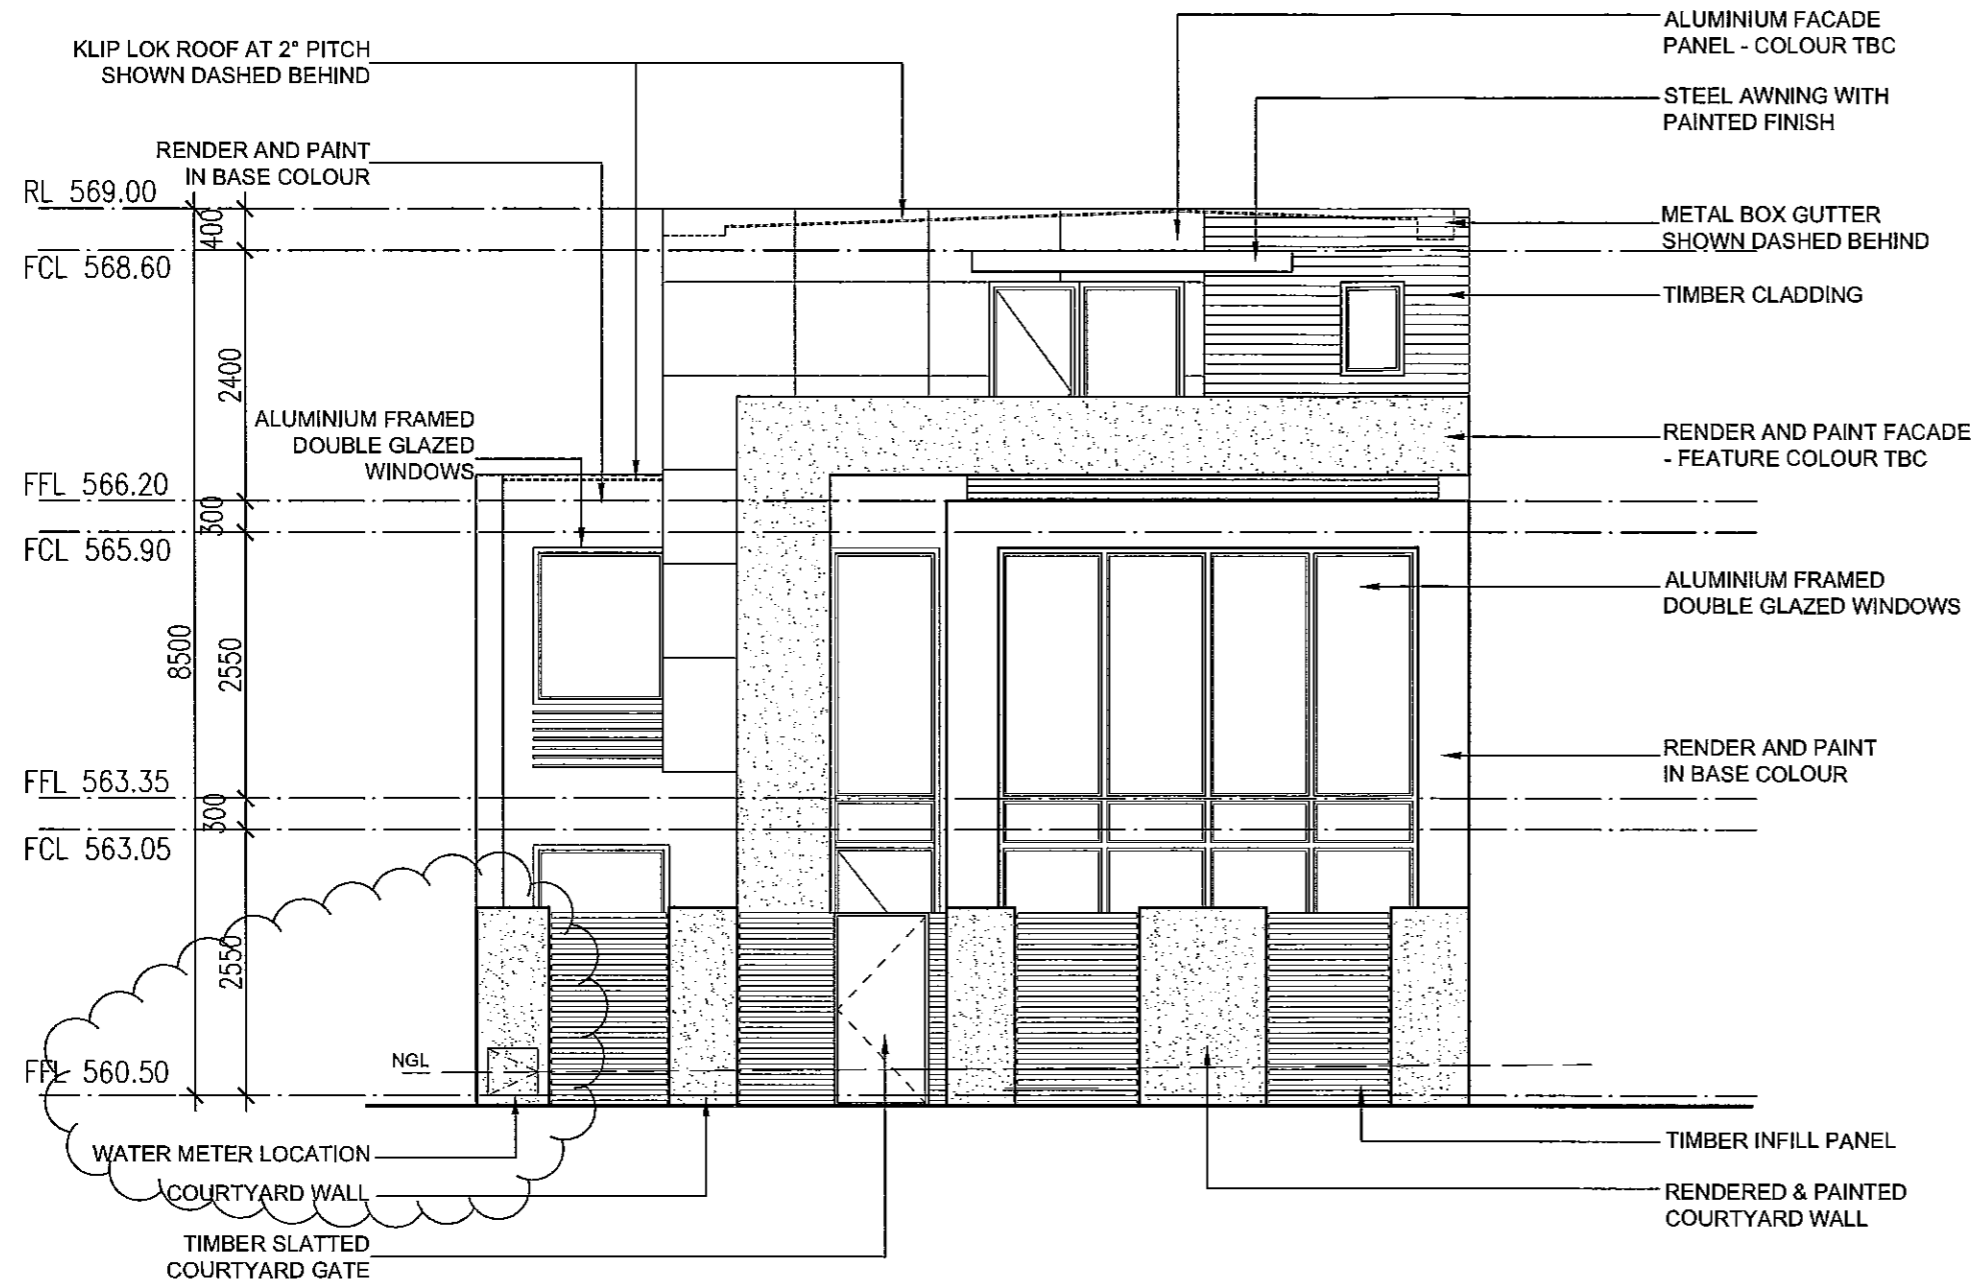 KLIP LOK ROOF AT 2° PITCH
SHOWN DASHED BEHIND
RENDER AND PAINT
IN BASE COLOUR
RL 569.00
400
FCL 568.60
2400
ALUMINIUM FRAMED
DOUBLE GLAZED
WINDOWS
FFL 566.20
300
FCL 565.90
8500
2550
FFL 563.35
300
FCL 563.05
2550
NGL
FFL 560.50
WATER METER LOCATION
COURTYARD WALL
TIMBER SLATTED
COURTYARD GATE
ALUMINIUM FACADE
PANEL - COLOUR TBC
STEEL AWNING WITH
PAINTED FINISH
METAL BOX GUTTER
SHOWN DASHED BEHIND
TIMBER CLADDING
RENDER AND PAINT FACADE
- FEATURE COLOUR TBC
ALUMINIUM FRAMED
DOUBLE GLAZED WINDOWS
RENDER AND PAINT
IN BASE COLOUR
TIMBER INFILL PANEL
RENDERED & PAINTED
COURTYARD WALL